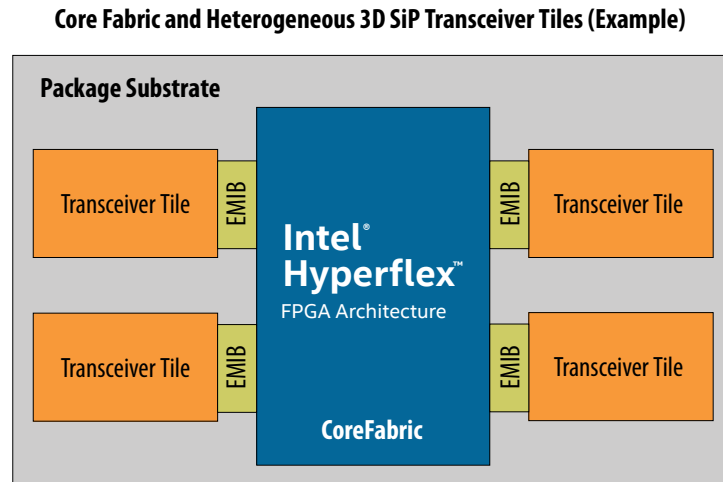 Core Fabric and Heterogeneous 3D SiP Transceiver Tiles (Example)
Package Substrate
Transceiver Tile
EMIB
Intel®
Hyperflex™
FPGA Architecture
EMIB
Transceiver Tile
Transceiver Tile
EMIB
CoreFabric
EMIB
Transceiver Tile